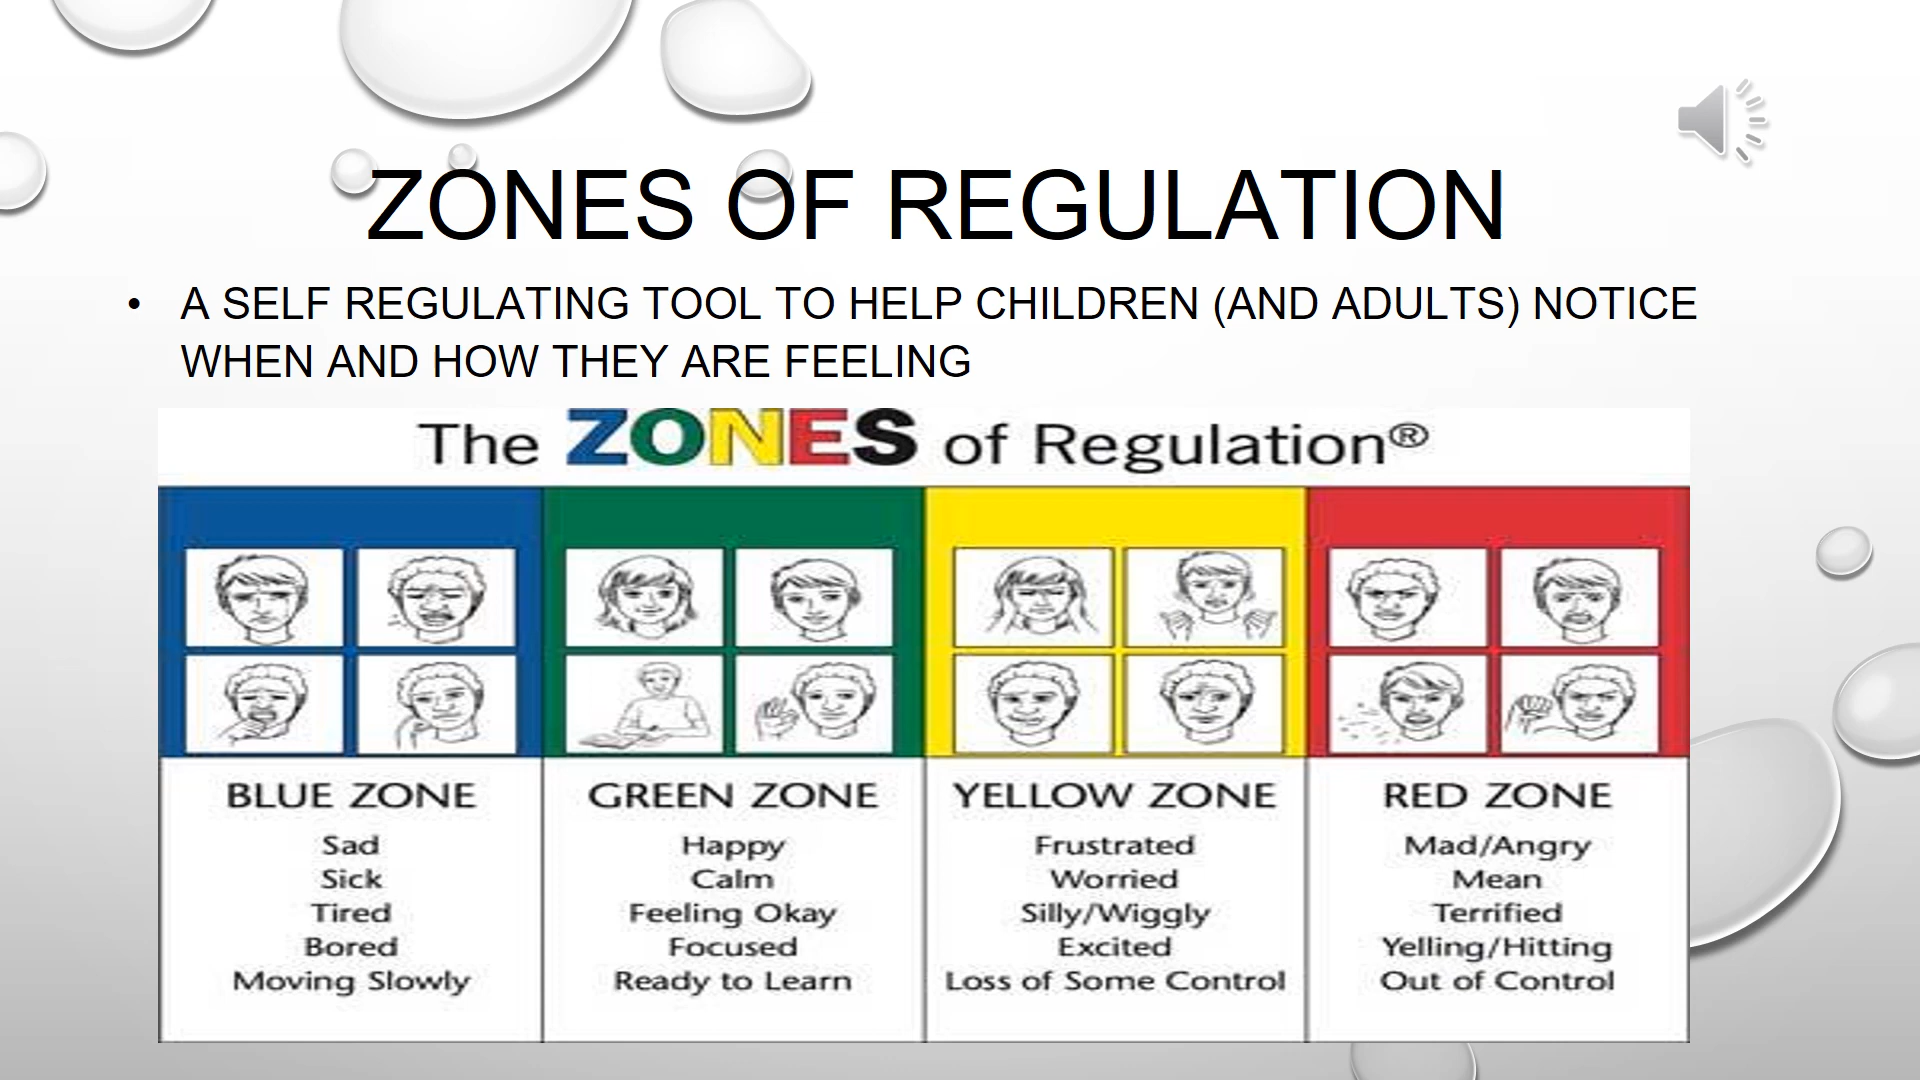 ZONES OF REGULATION
• A SELF REGULATING TOOL TO HELP CHILDREN (AND ADULTS) NOTICE
WHEN AND HOW THEY ARE FEELING
The ZONES of Regulation®
BLUE ZONE
Sad
Sick
Tired
Bored
Moving Slowly
GREEN ZONE
Happy
Calm
Feeling Okay
Focused
Ready to Learn
YELLOW ZONE
Frustrated
Worried
Silly/Wiggly
Excited
Loss of Some Control
RED ZONE
Mad/Angry
Mean
Terrified
Yelling/Hitting
Out of Control